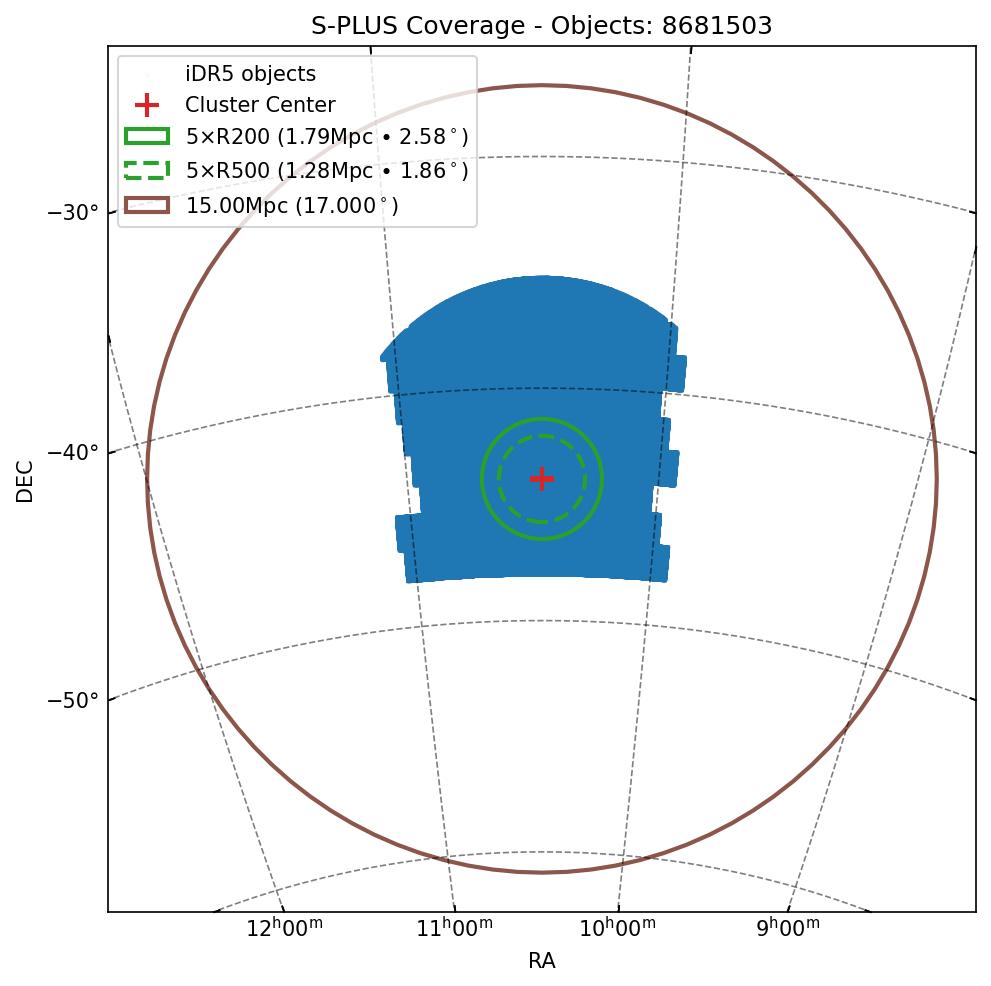 S-PLUS Coverage - Objects: 8681503
iDR5 objects
Cluster Center
5×R200 (1.79Mpc • 2.58°)
5×R500 (1.28Mpc • 1.86°)
15.00Mpc (17.000°)
−30°
−40°
−50°
DEC
12ʰ00ᵐ 11ʰ00ᵐ 10ʰ00ᵐ 9ʰ00ᵐ
RA